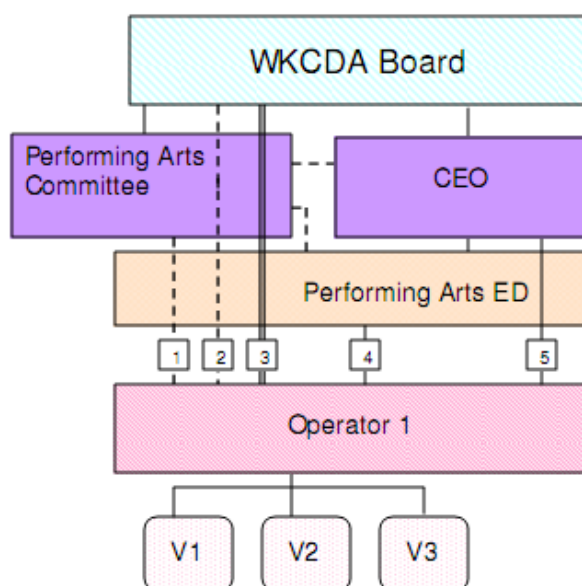 WKCDA Board
Performing Arts
Committee
CEO
Performing Arts ED
1
2
3
4
5
Operator 1
V1
V2
V3